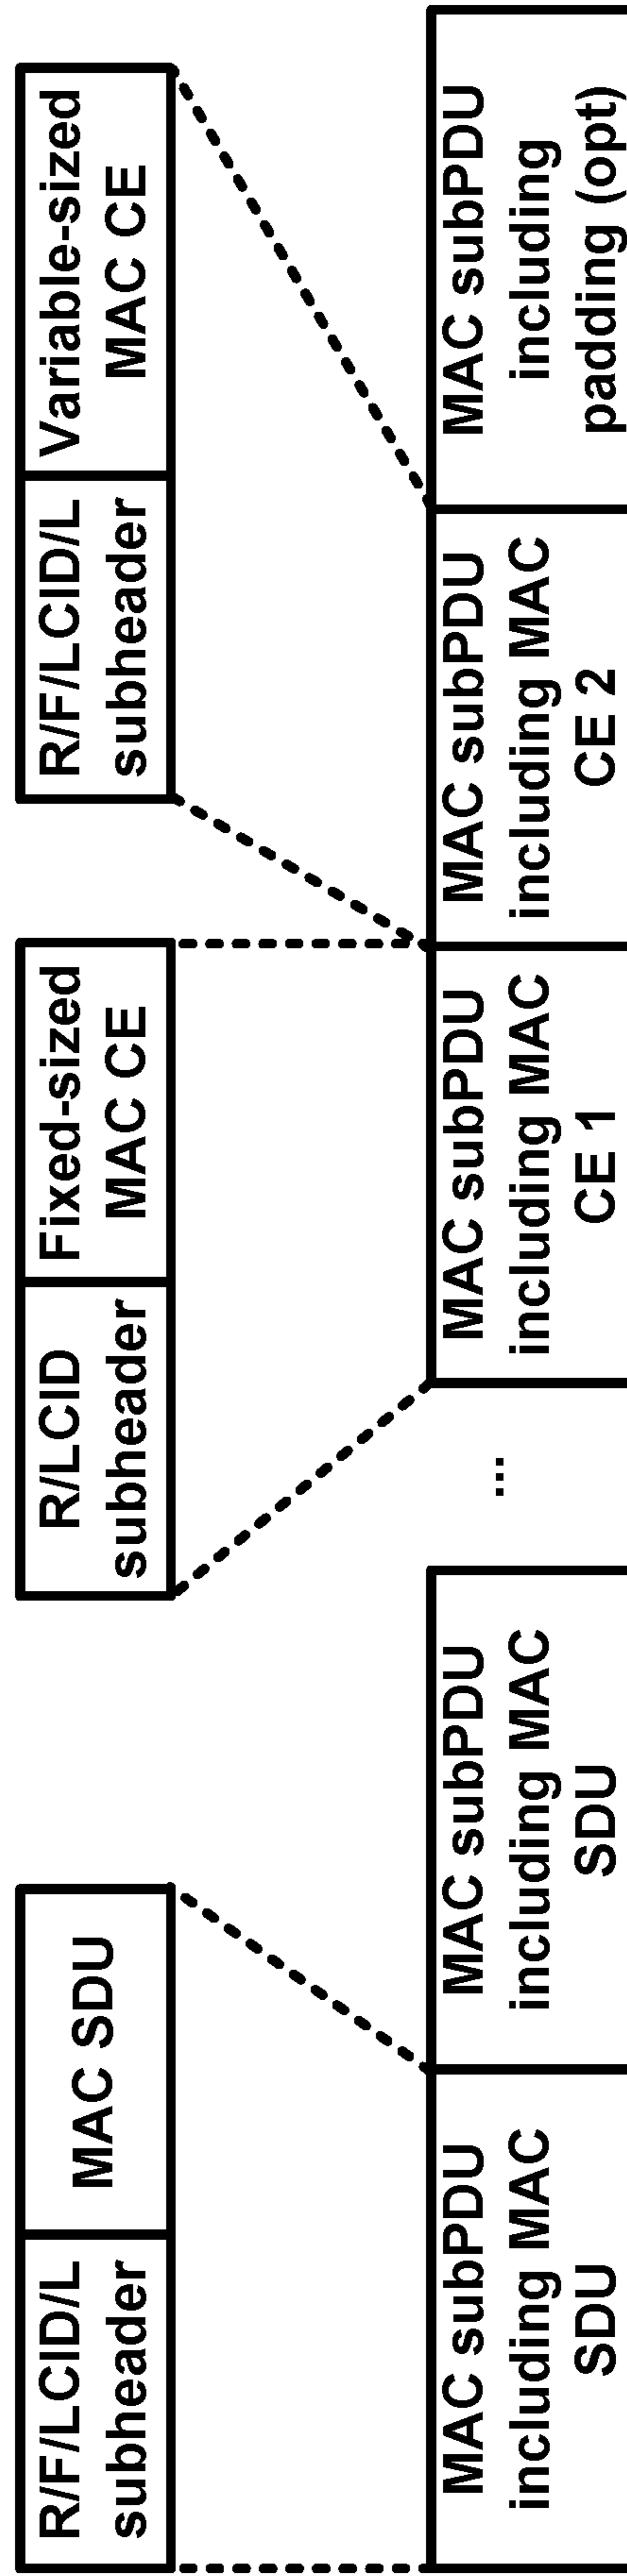 R/F/LCID/L
subheader
MAC SDU
R/LCID
subheader
Fixed-sized
MAC CE
R/F/LCID/L
subheader
Variable-sized
MAC CE
MAC subPDU
including MAC
SDU
MAC subPDU
including MAC
SDU
...
MAC subPDU
including MAC
CE 1
MAC subPDU
including MAC
CE 2
MAC subPDU
including
padding (opt)